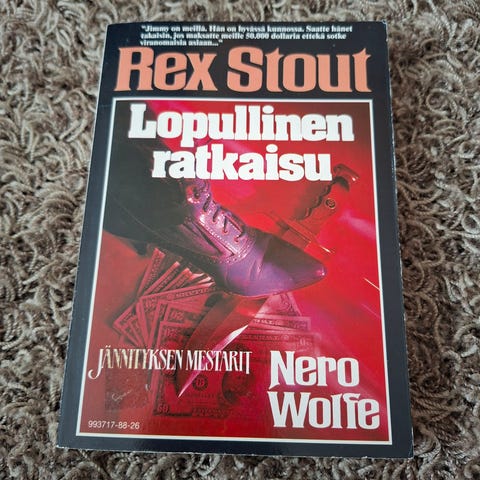 "Jimmy on meillä. Hän on hyvässä kunnossa. Saatte hänet
takaisin, jos maksatte meille 50.000 dollaria ettekä sotke
viranomaisia asiaan..."
Rex Stout
Lopullinen
ratkaisu
JÄNNITYKSEN MESTARIT
Nero
Wolfe
993717-88-26